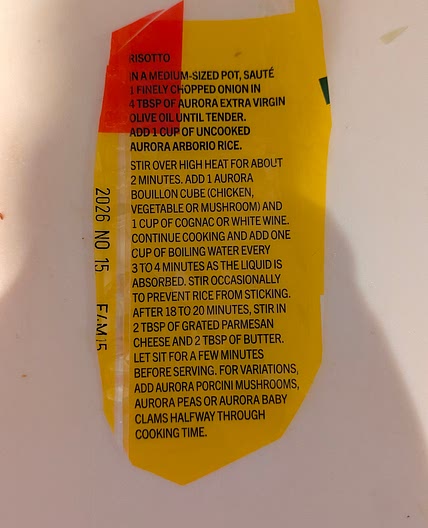 RISOTTO
IN A MEDIUM-SIZED POT, SAUTÉ
1 FINELY CHOPPED ONION IN
4 TBSP OF AURORA EXTRA VIRGIN
OLIVE OIL UNTIL TENDER.
ADD 1 CUP OF UNCOOKED
AURORA ARBORIO RICE.
STIR OVER HIGH HEAT FOR ABOUT
2 MINUTES. ADD 1 AURORA
BOUILLON CUBE (CHICKEN,
VEGETABLE OR MUSHROOM) AND
1 CUP OF COGNAC OR WHITE WINE.
CONTINUE COOKING AND ADD ONE
CUP OF BOILING WATER EVERY
3 TO 4 MINUTES AS THE LIQUID IS
ABSORBED. STIR OCCASIONALLY
TO PREVENT RICE FROM STICKING.
AFTER 18 TO 20 MINUTES, STIR IN
2 TBSP OF GRATED PARMESAN
CHEESE AND 2 TBSP OF BUTTER.
LET SIT FOR A FEW MINUTES
BEFORE SERVING. FOR VARIATIONS,
ADD AURORA PORCINI MUSHROOMS,
AURORA PEAS OR AURORA BABY
CLAMS HALFWAY THROUGH
COOKING TIME.
2026 NO 15